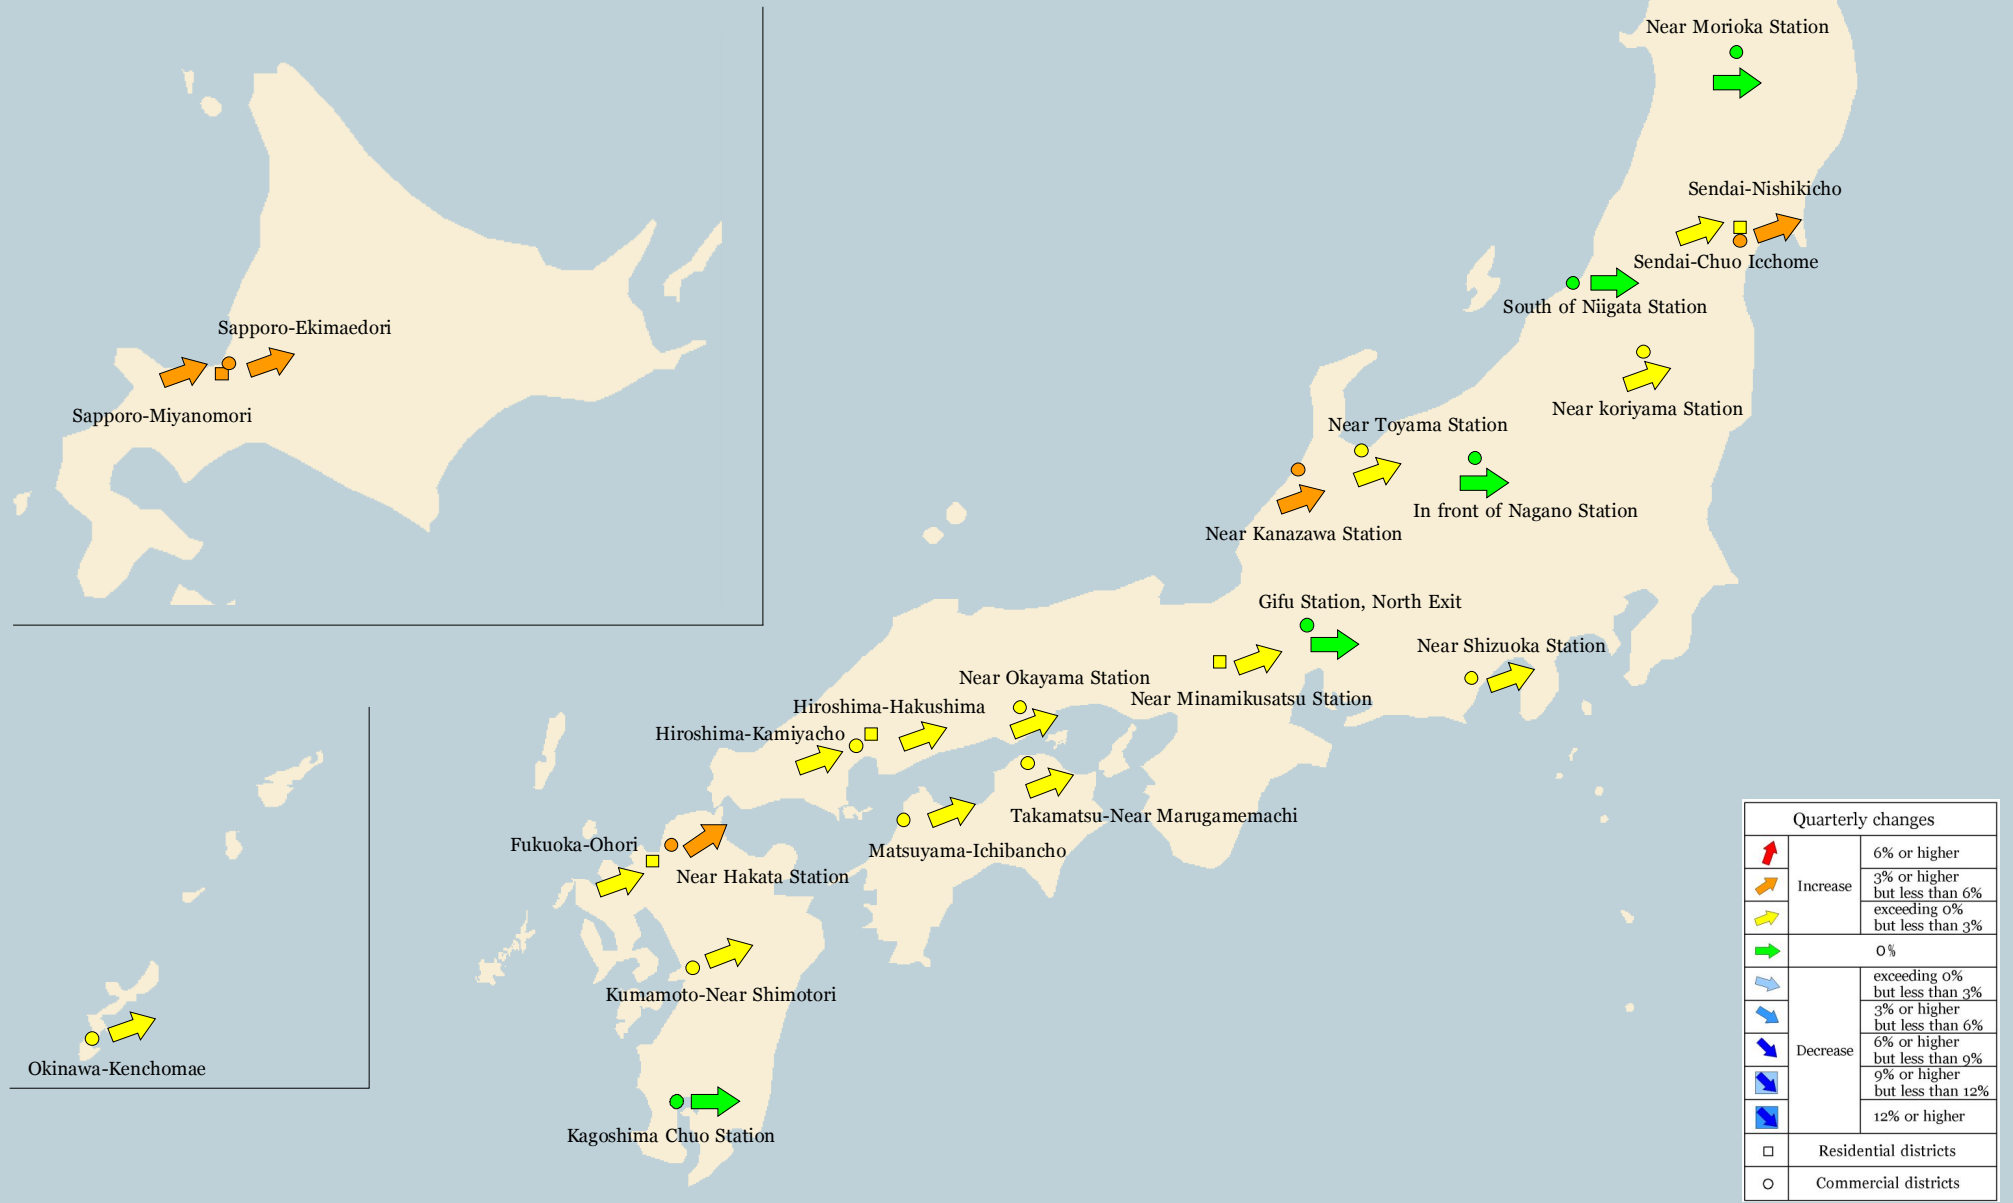 Near Morioka Station
Sendai-Nishikicho
Sendai-Chuo Icchome
South of Niigata Station
Sapporo-Ekimaedori
Sapporo-Miyanomori
Near koriyama Station
Near Toyama Station
In front of Nagano Station
Near Kanazawa Station
Gifu Station, North Exit
Near Shizuoka Station
Near Okayama Station
Near Minamikusatsu Station
Hiroshima-Hakushima
Hiroshima-Kamiyacho
Takamatsu-Near Marugamemachi
Fukuoka-Ohori
Matsuyama-Ichibancho
Near Hakata Station
Kumamoto-Near Shimotori
Okinawa-Kenchomae
Kagoshima Chuo Station
Quarterly changes
Increase
6% or higher
3% or higher
but less than 6%
exceeding 0%
but less than 3%
0%
Decrease
exceeding 0%
but less than 3%
3% or higher
but less than 6%
6% or higher
but less than 9%
9% or higher
but less than 12%
12% or higher
Residential districts
Commercial districts